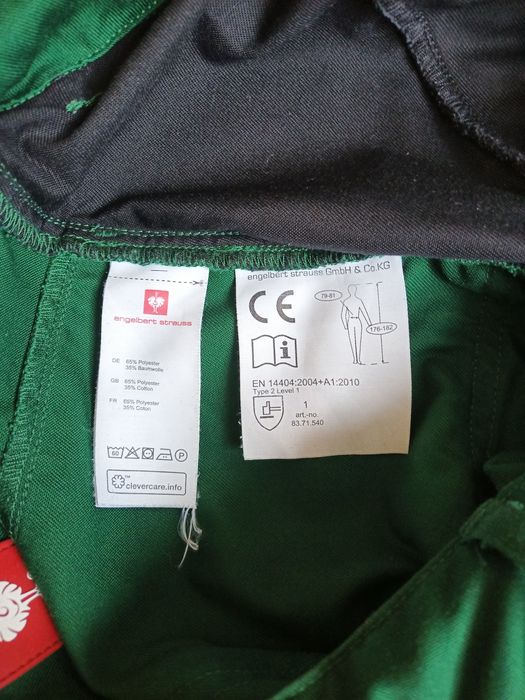 engelbert strauss
DE 65% Polyester
35% Baumwolle
GB 65% Polyester
35% Cotton
FR 65% Polyester
35% Coton
60
P
TM
clevercare.info
engelbert strauss GmbH & Co.KG
CE
79-81
176-182
i
EN 14404:2004+A1:2010
Type 2 Level 1
1
art.-no.
83.71.540